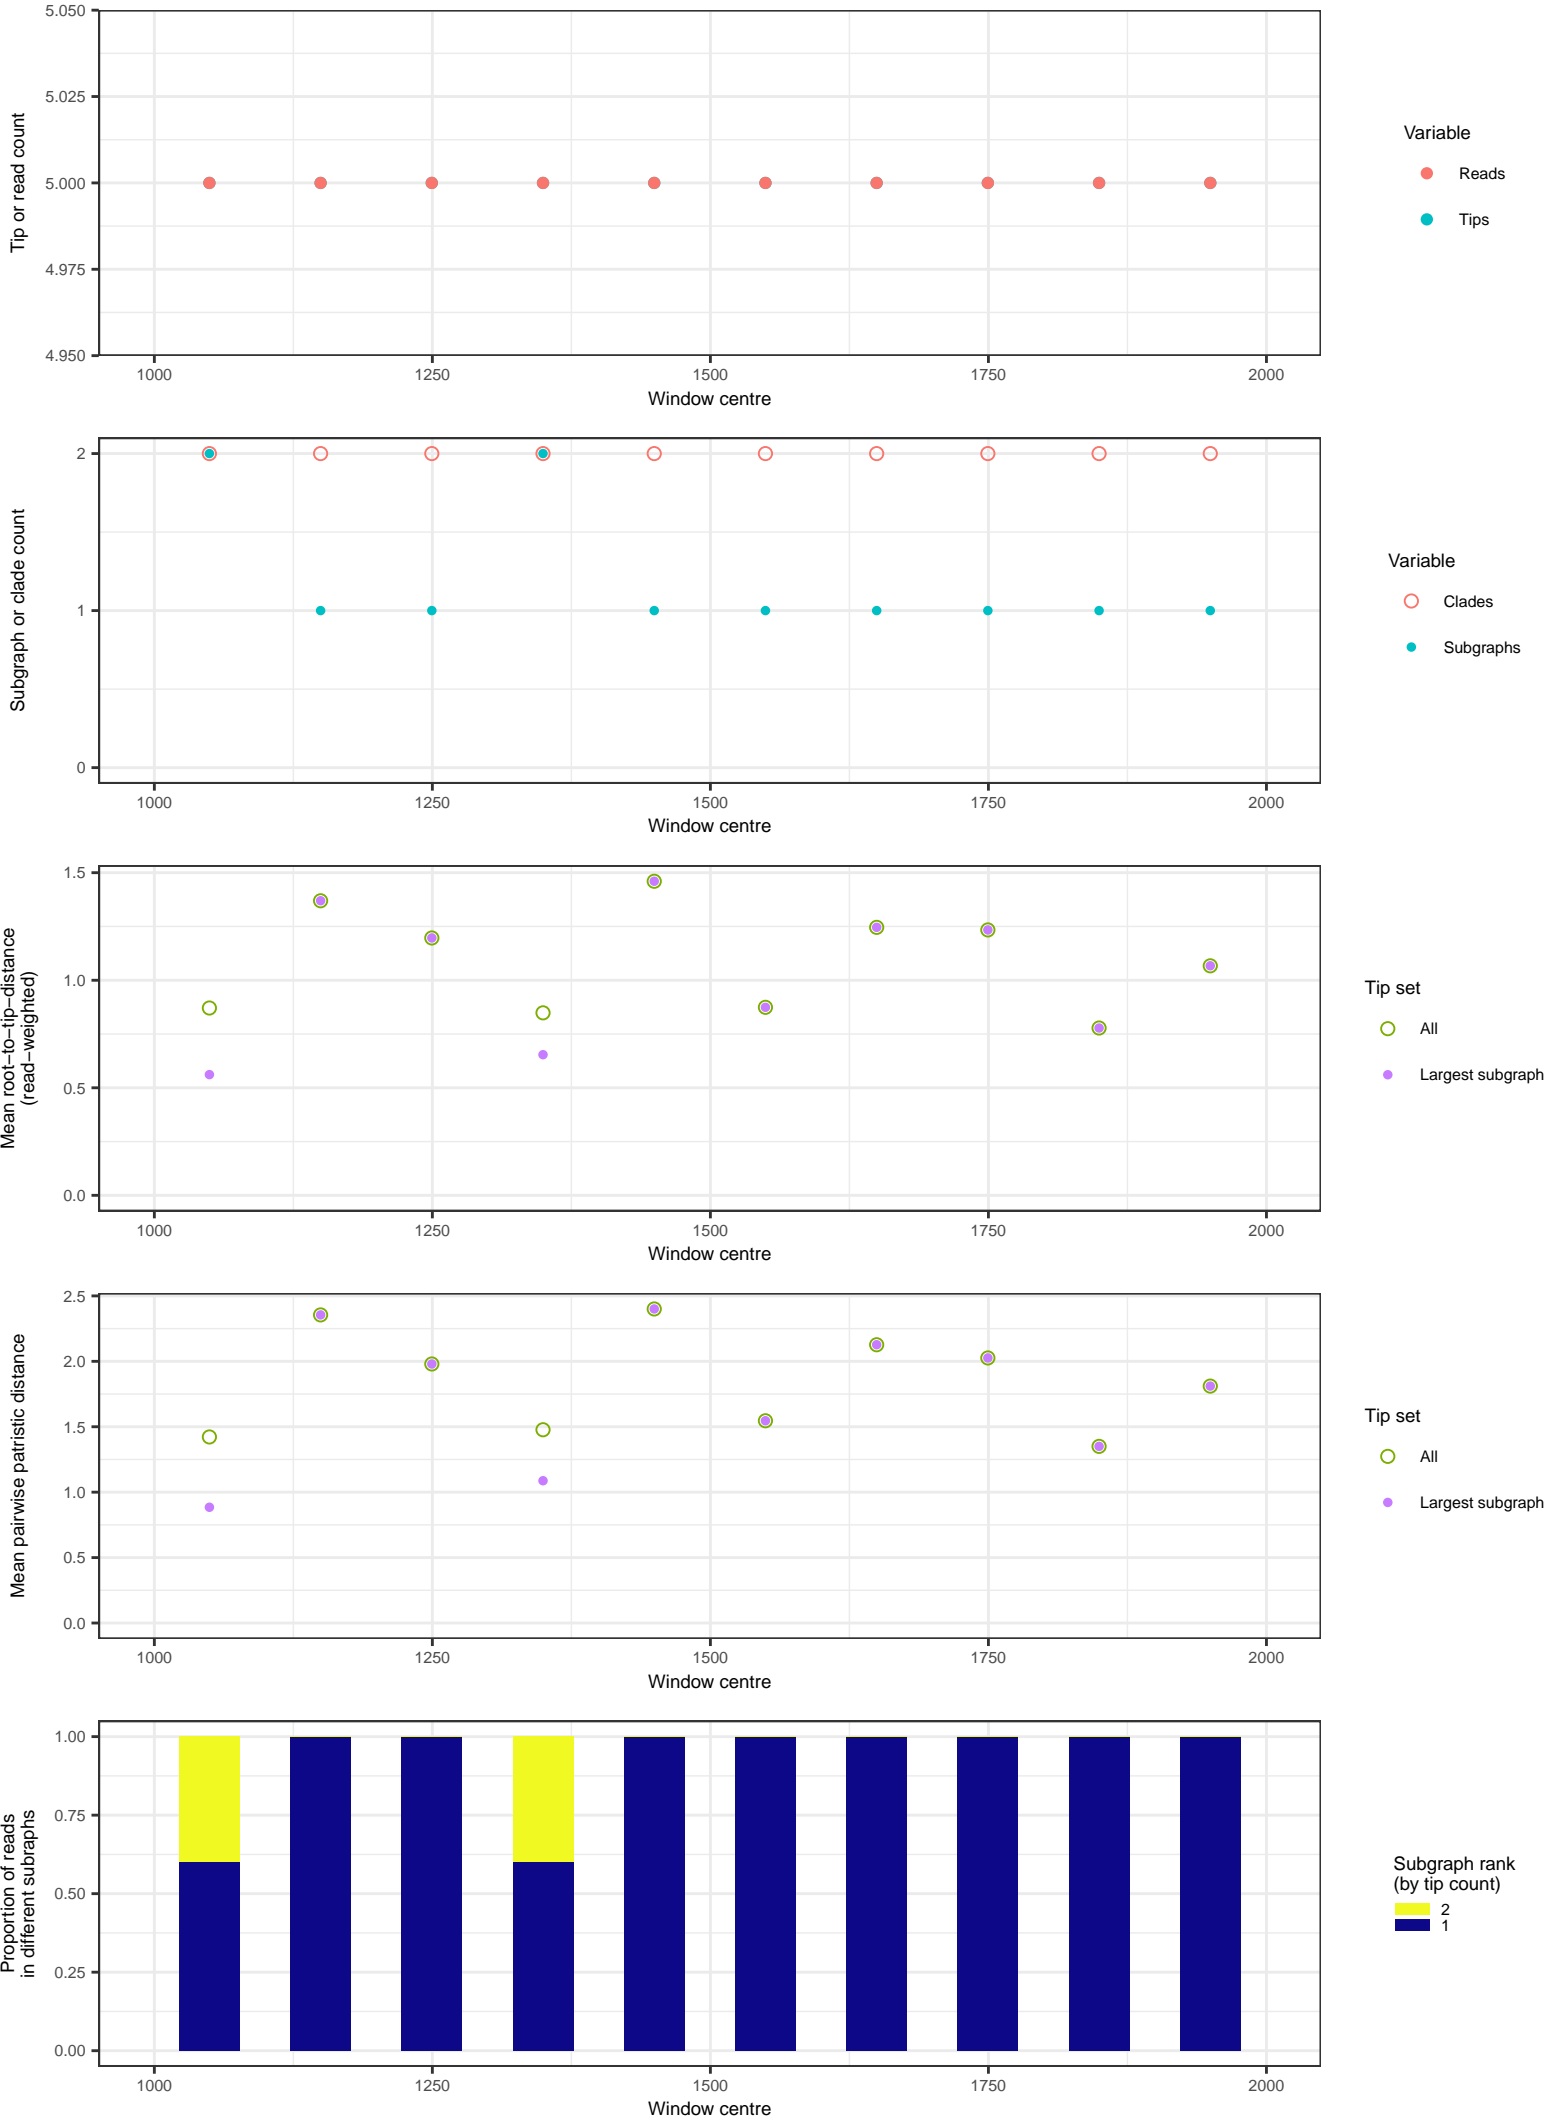 5.050
5.025
5.000
4.975
4.950
Tip or read count
1000 1250 1500 1750 2000
Window centre
Variable
Reads
Tips
2
1
0
Subgraph or clade count
1000 1250 1500 1750 2000
Window centre
Variable
Clades
Subgraphs
1.5
1.0
0.5
0.0
Mean root−to−tip−distance
(read−weighted)
1000 1250 1500 1750 2000
Window centre
Tip set
All
Largest subgraph
2.5
2.0
1.5
1.0
0.5
0.0
Mean pairwise patristic distance
1000 1250 1500 1750 2000
Window centre
Tip set
All
Largest subgraph
1.00
0.75
0.50
0.25
0.00
Proportion of reads
in different subraphs
1000 1250 1500 1750 2000
Window centre
Subgraph rank
(by tip count)
2
1